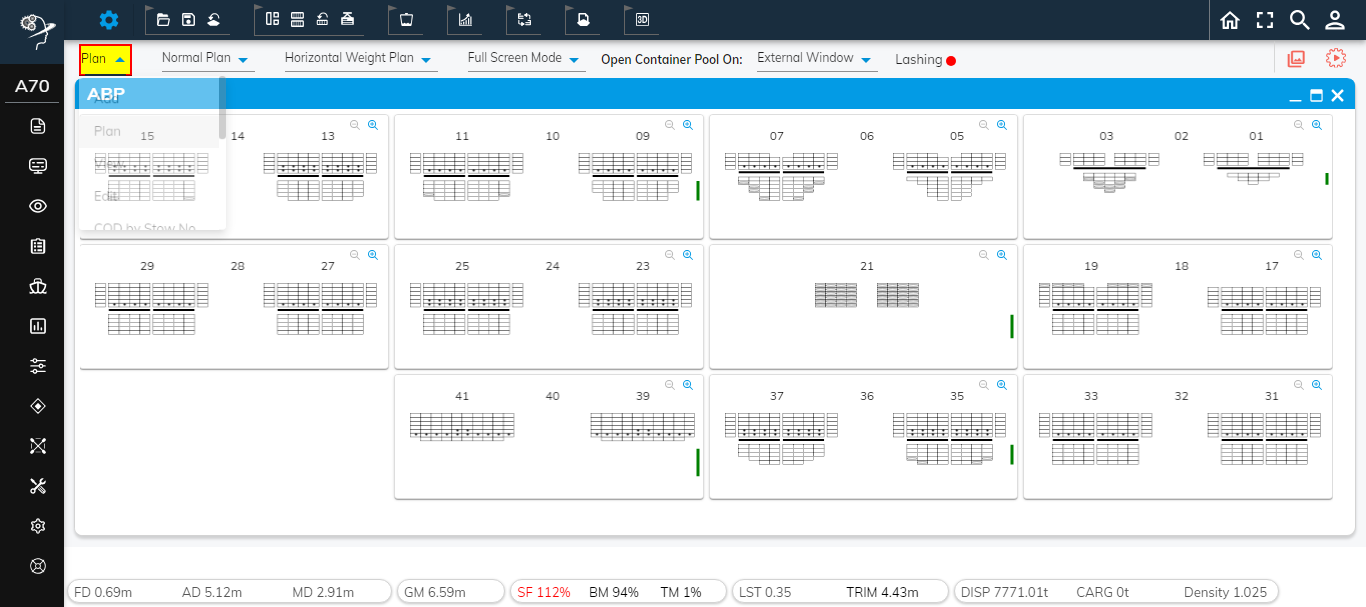 3D
Plan Normal Plan Horizontal Weight Plan Full Screen Mode Open Container Pool On: External Window Lashing
A70
ABP
Add
Plan
View
Edit
COD by Stow No
15 14 13 11 10 09 07 06 05 03 02 01
29 28 27 25 24 23 21 19 18 17
41 40 39 37 36 35 33 32 31
FD 0.69m AD 5.12m MD 2.91m GM 6.59m SF 112% BM 94% TM 1% LST 0.35 TRIM 4.43m DISP 7771.01t CARG 0t Density 1.025